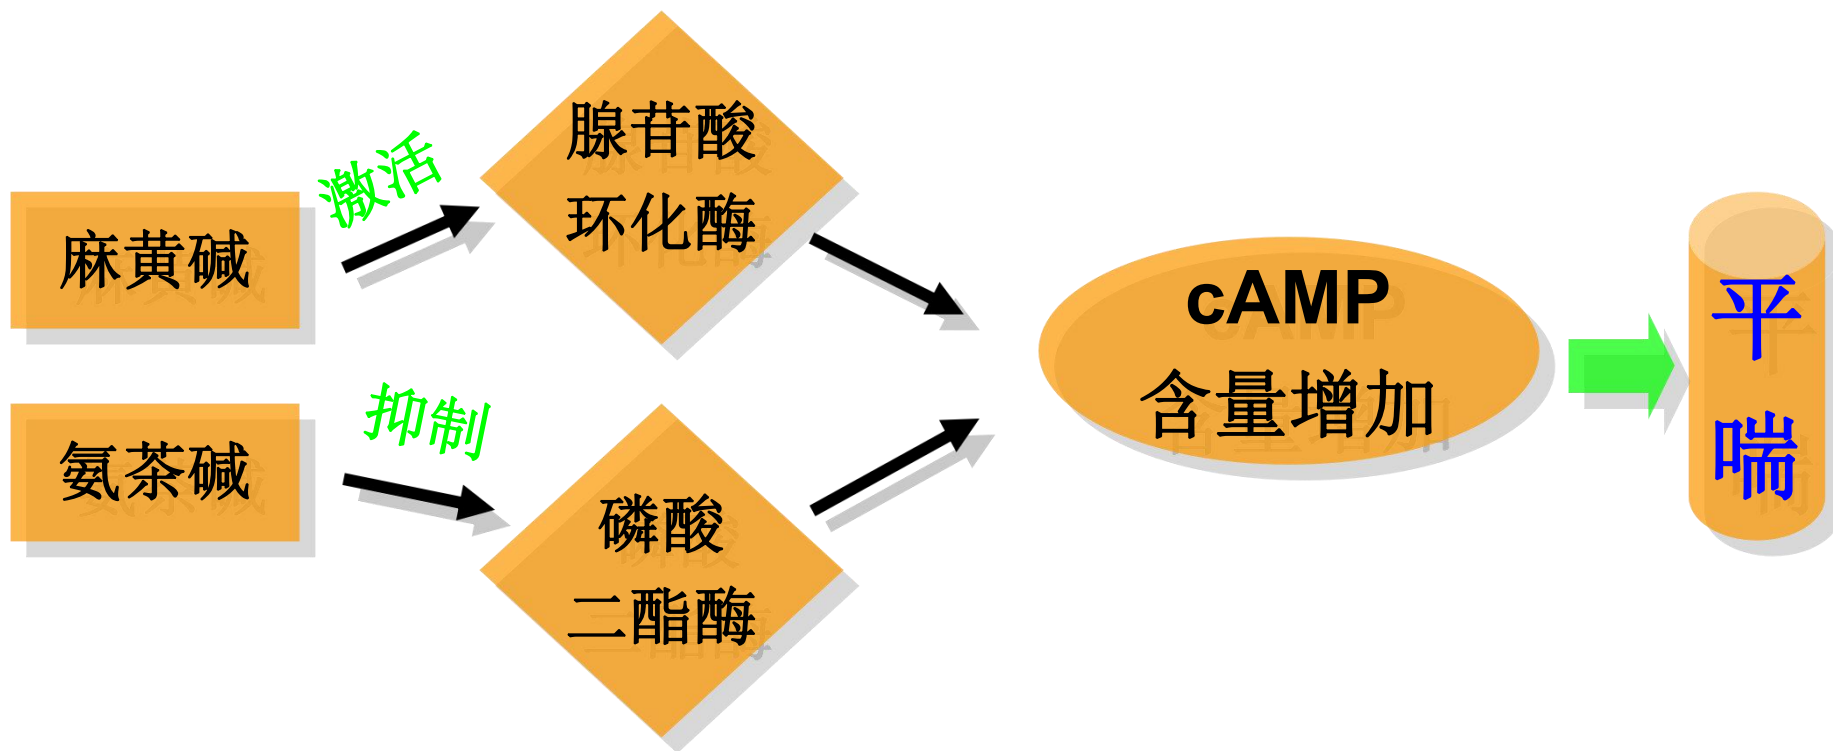 麻黄碱
激活
腺苷酸
环化酶
氨茶碱
抑制
磷酸
二酯酶
cAMP
含量增加
平
喘